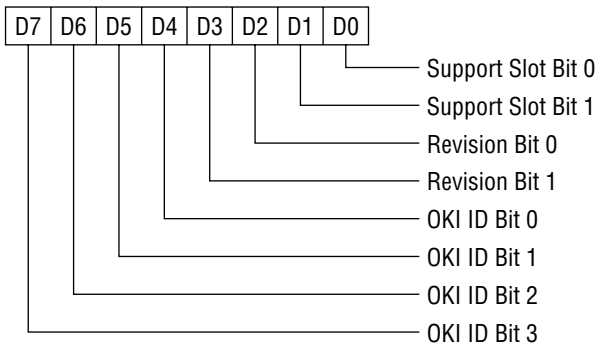 D7 D6 D5 D4 D3 D2 D1 D0
Support Slot Bit 0
Support Slot Bit 1
Revision Bit 0
Revision Bit 1
OKI ID Bit 0
OKI ID Bit 1
OKI ID Bit 2
OKI ID Bit 3